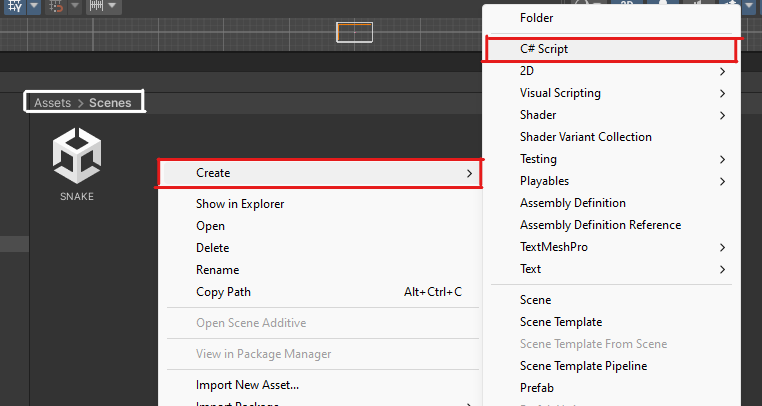 Assets > Scenes
SNAKE
Create
Show in Explorer
Open
Delete
Rename
Copy Path Alt+Ctrl+C
Open Scene Additive
View in Package Manager
Import New Asset...
Import Package
Folder
C# Script
2D
Visual Scripting
Shader
Shader Variant Collection
Testing
Playables
Assembly Definition
Assembly Definition Reference
TextMeshPro
Text
Scene
Scene Template
Scene Template From Scene
Scene Template Pipeline
Prefab